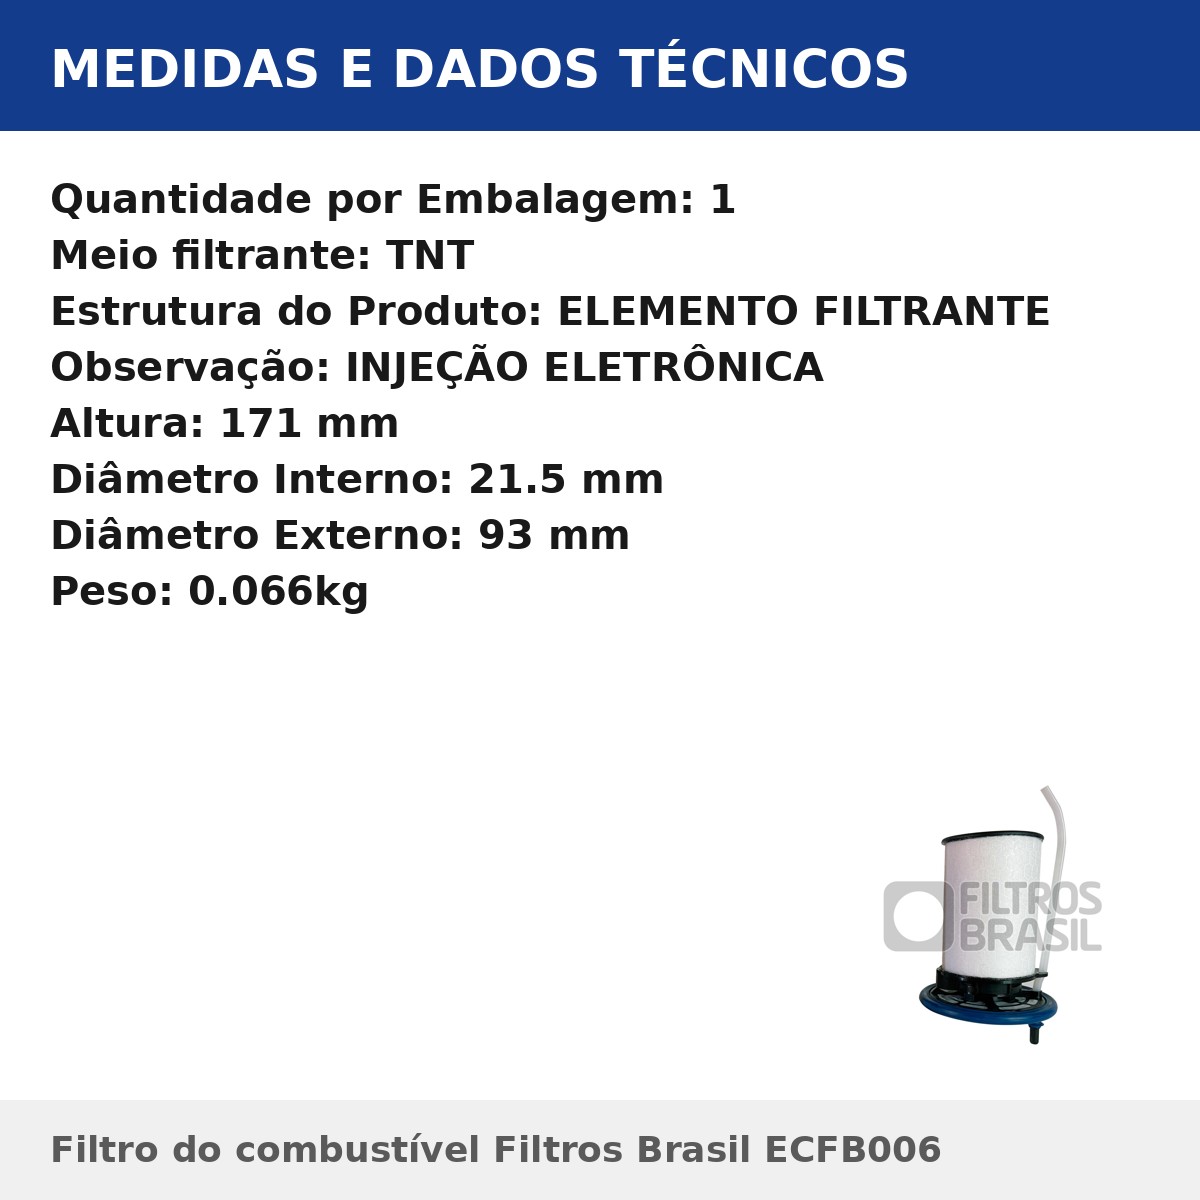 MEDIDAS E DADOS TÉCNICOS
Quantidade por Embalagem: 1
Meio filtrante: TNT
Estrutura do Produto: ELEMENTO FILTRANTE
Observação: INJEÇÃO ELETRÔNICA
Altura: 171 mm
Diâmetro Interno: 21.5 mm
Diâmetro Externo: 93 mm
Peso: 0.066kg
FILTROS
BRASIL
Filtro do combustível Filtros Brasil ECFB006